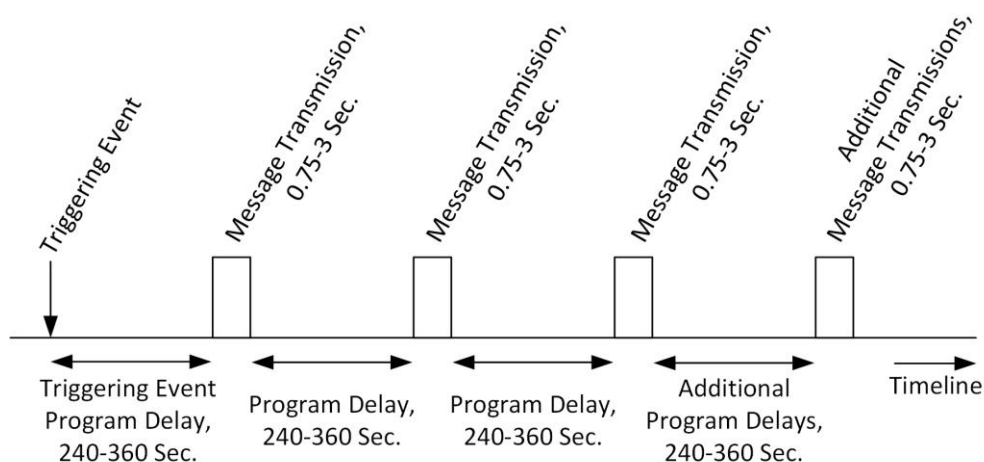 Triggering Event
Message Transmission,
0.75-3 Sec.
Message Transmission,
0.75-3 Sec.
Message Transmission,
0.75-3 Sec.
Additional
Message Transmissions,
0.75-3 Sec.
Triggering Event
Program Delay,
240-360 Sec.
Program Delay,
240-360 Sec.
Program Delay,
240-360 Sec.
Additional
Program Delays,
240-360 Sec.
Timeline